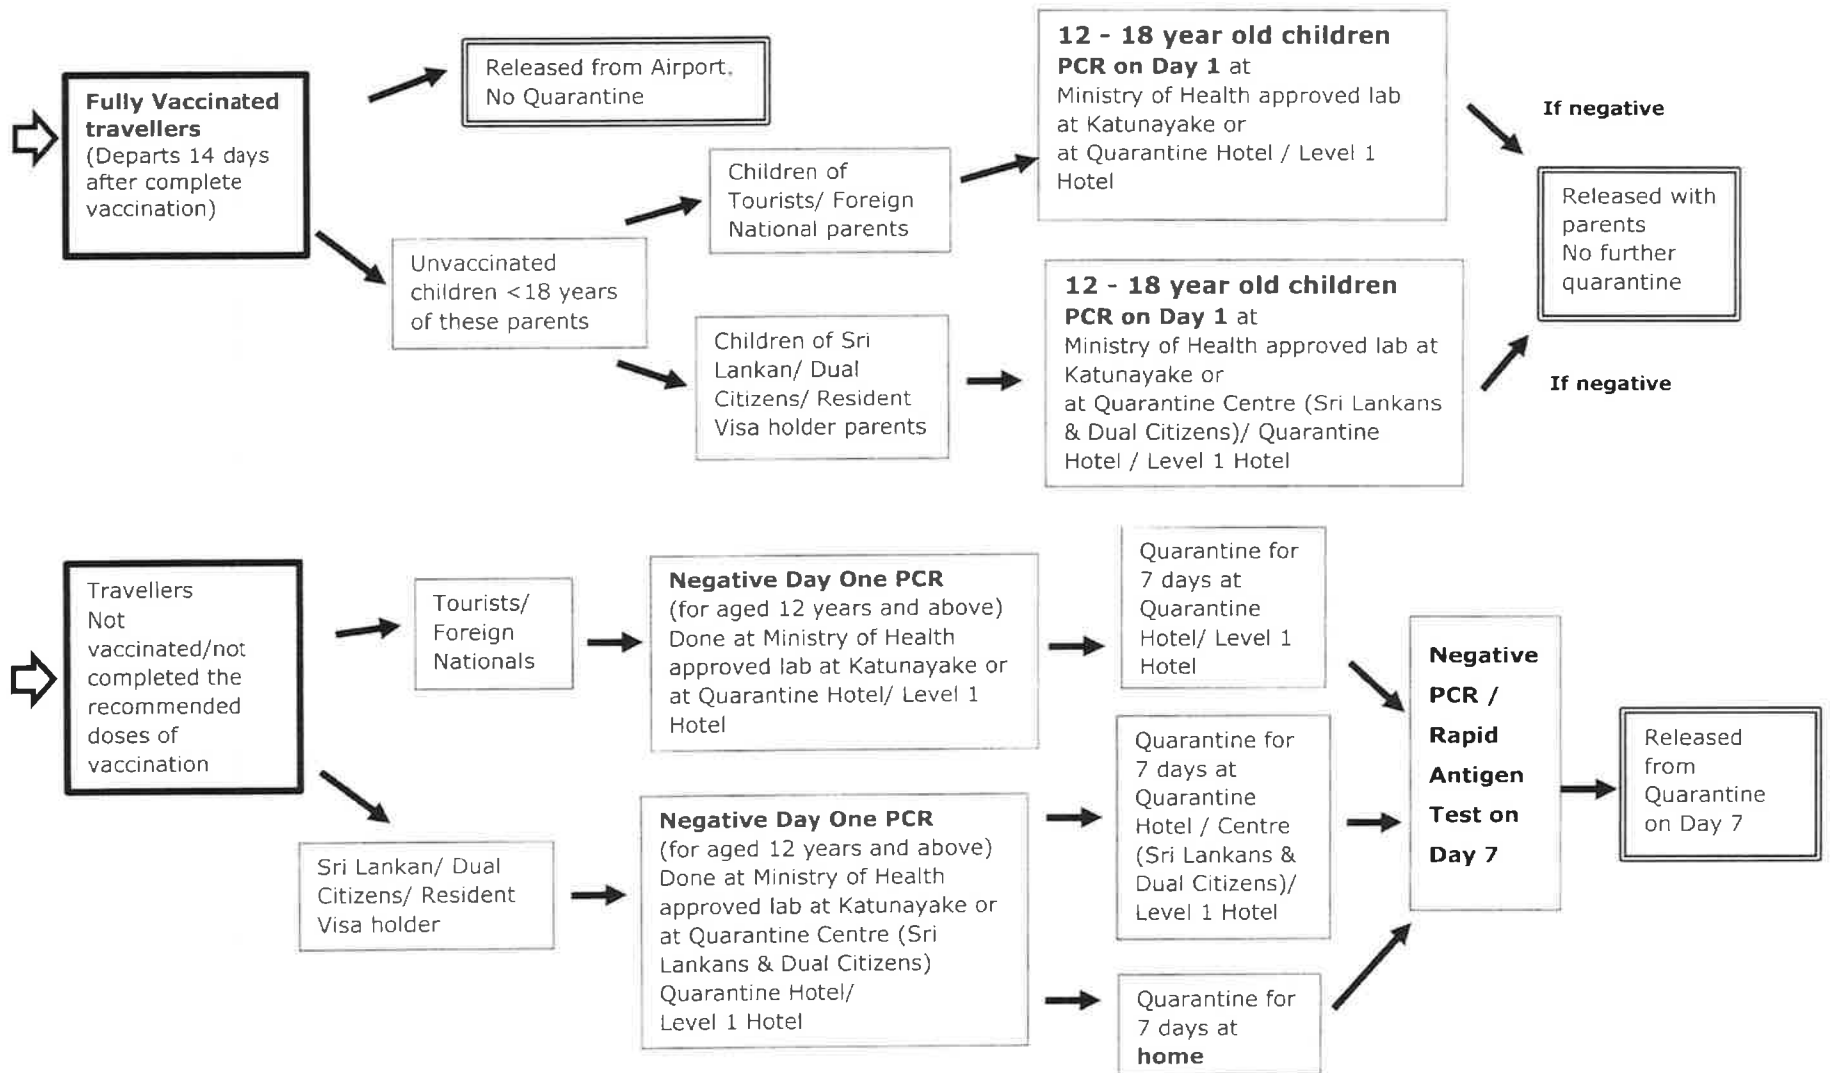 Fully Vaccinated
travellers
(Departs 14 days
after complete
vaccination)
Released from Airport.
No Quarantine
Unvaccinated
children <18 years
of these parents
Children of
Tourists/ Foreign
National parents
12 - 18 year old children
PCR on Day 1 at
Ministry of Health approved lab
at Katunayake or
at Quarantine Hotel / Level 1
Hotel
If negative
Children of Sri
Lankan/ Dual
Citizens/ Resident
Visa holder parents
12 - 18 year old children
PCR on Day 1 at
Ministry of Health approved lab at
Katunayake or
at Quarantine Centre (Sri Lankans
& Dual Citizens)/ Quarantine
Hotel / Level 1 Hotel
If negative
Released with
parents
No further
quarantine
Travellers
Not
vaccinated/not
completed the
recommended
doses of
vaccination
Tourists/
Foreign
Nationals
Negative Day One PCR
(for aged 12 years and above)
Done at Ministry of Health
approved lab at Katunayake or
at Quarantine Hotel/ Level 1
Hotel
Quarantine for
7 days at
Quarantine
Hotel/ Level 1
Hotel
Sri Lankan/ Dual
Citizens/ Resident
Visa holder
Negative Day One PCR
(for aged 12 years and above)
Done at Ministry of Health
approved lab at Katunayake or
at Quarantine Centre (Sri
Lankans & Dual Citizens)
Quarantine Hotel/
Level 1 Hotel
Quarantine for
7 days at
Quarantine
Hotel / Centre
(Sri Lankans &
Dual Citizens)/
Level 1 Hotel
Quarantine for
7 days at
home
Negative
PCR /
Rapid
Antigen
Test on
Day 7
Released
from
Quarantine
on Day 7